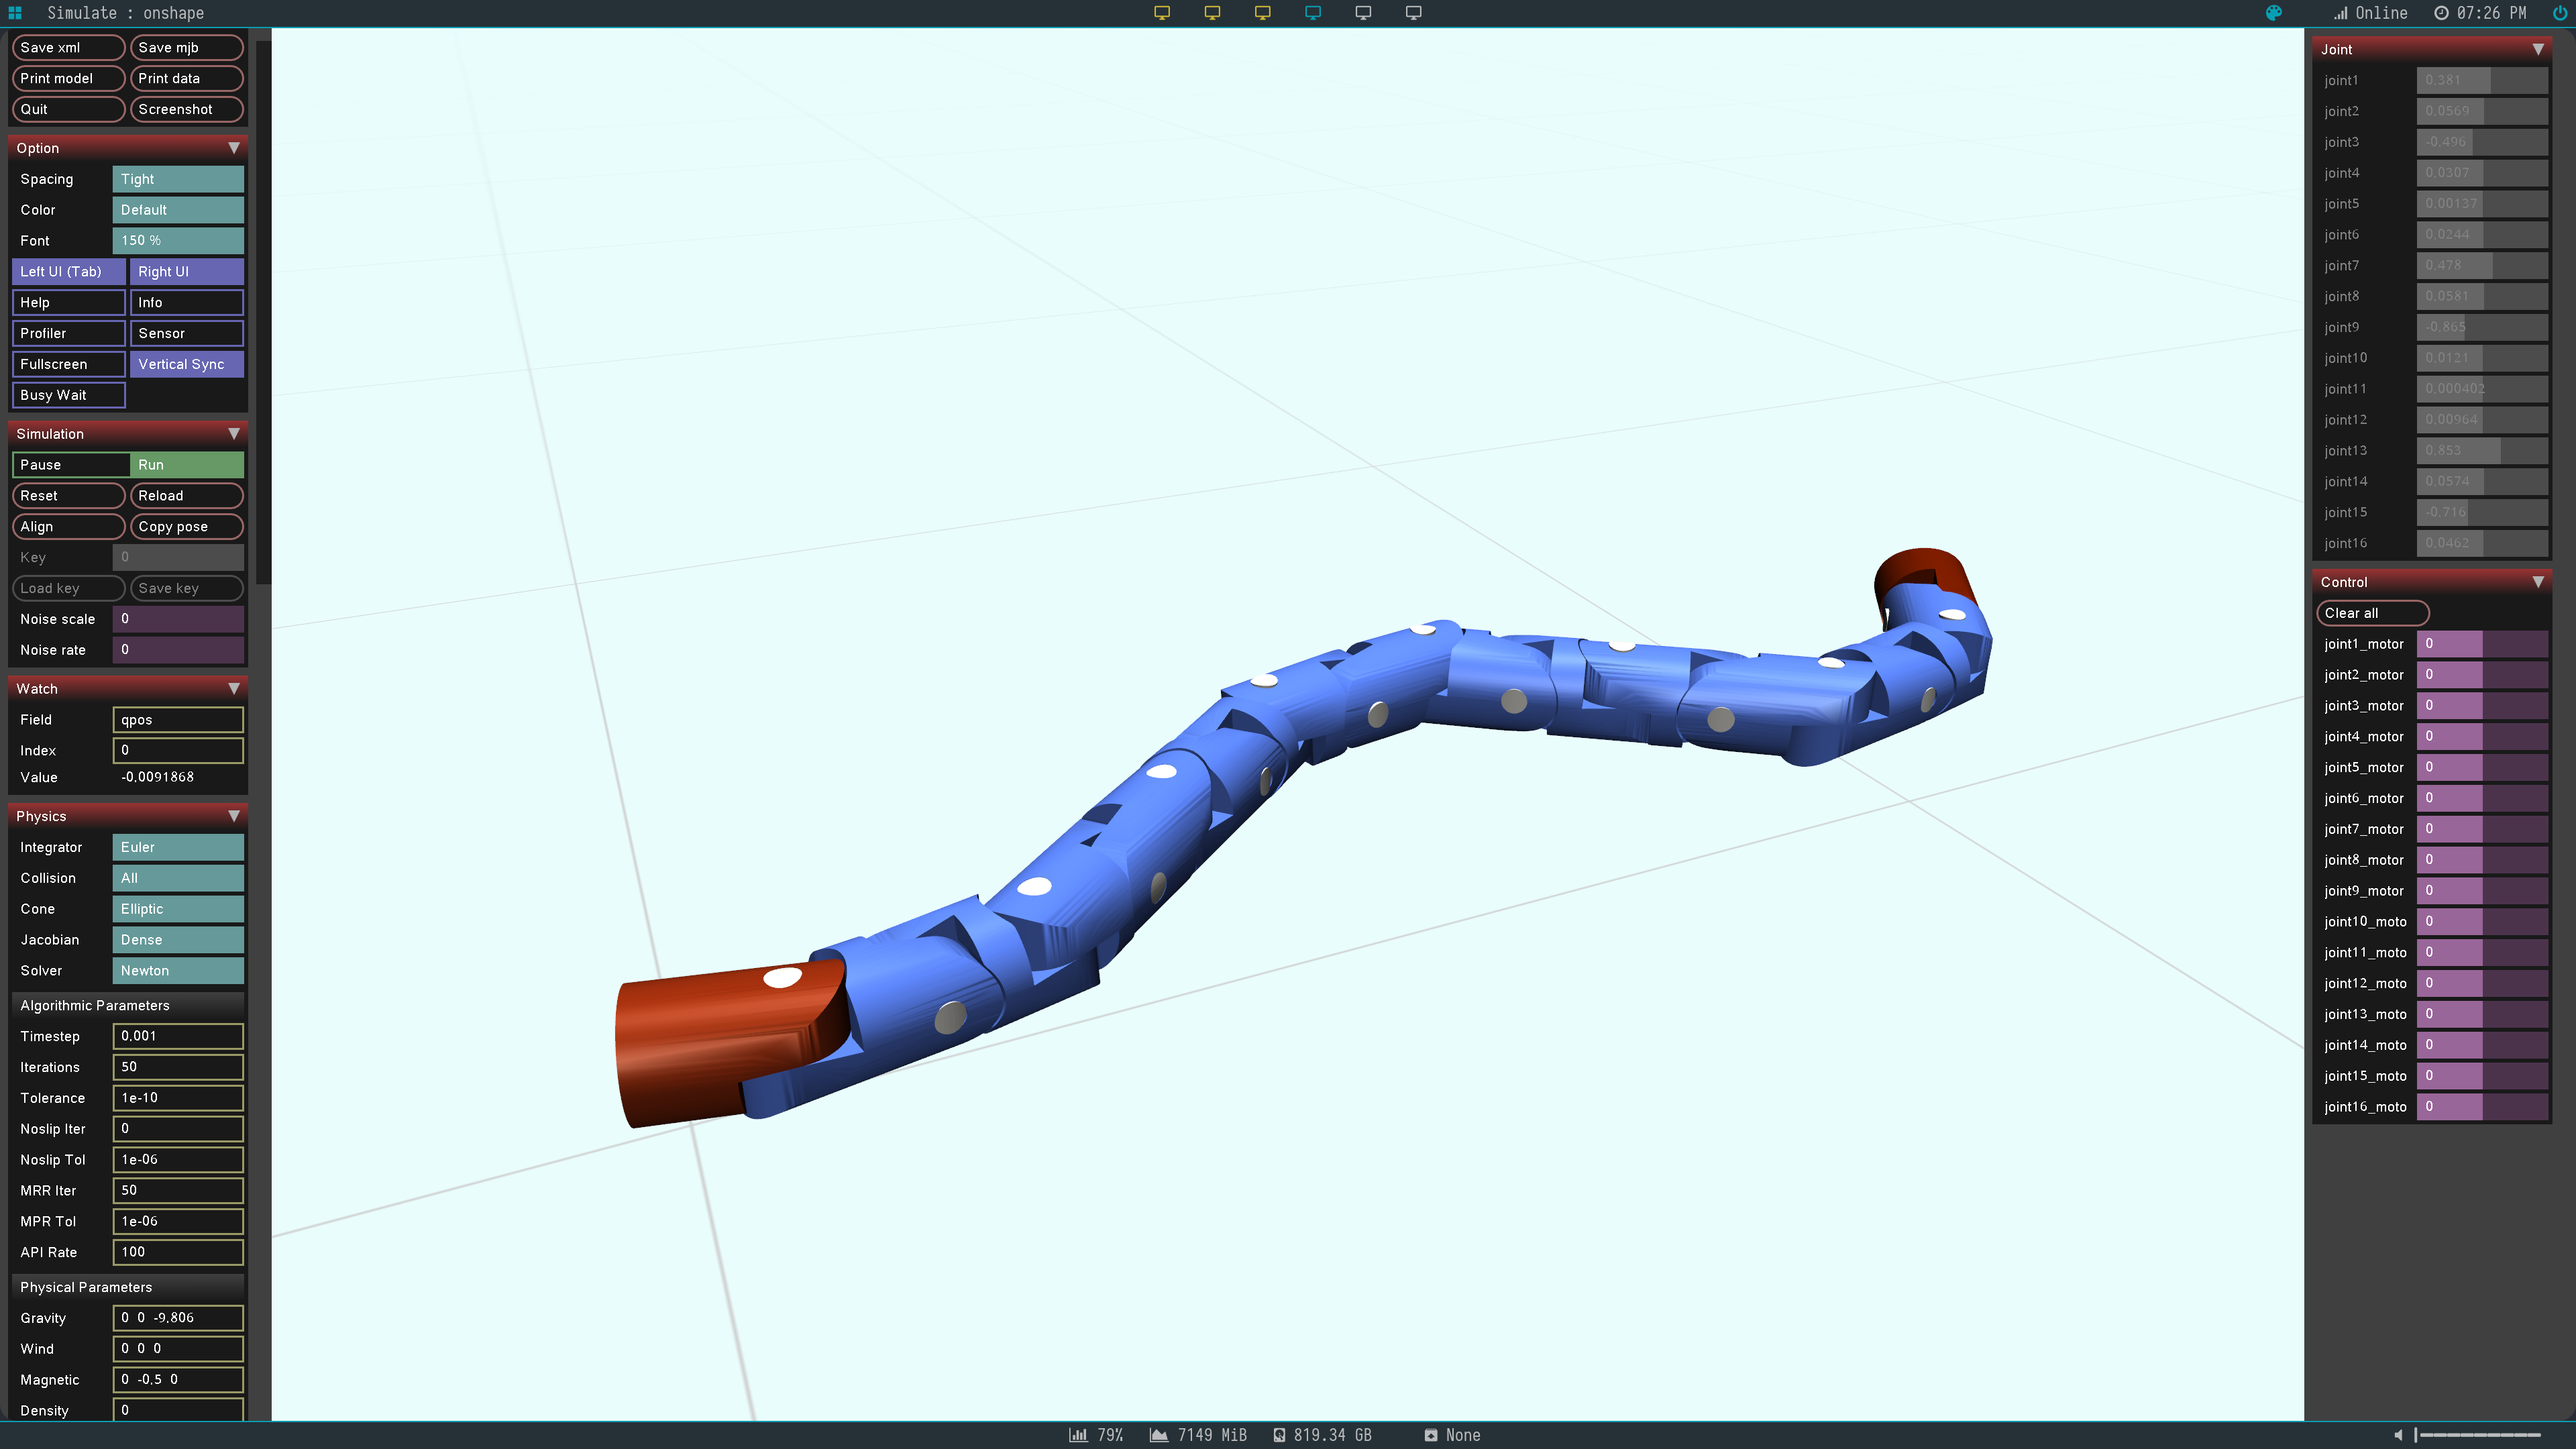 Simulate : onshape
Online 07:26 PM
Save xml Save mjb
Print model Print data
Quit Screenshot
Option
Spacing Tight
Color Default
Font 150 %
Left UI (Tab) Right UI
Help Info
Profiler Sensor
Fullscreen Vertical Sync
Busy Wait
Simulation
Pause Run
Reset Reload
Align Copy pose
Key 0
Load key Save key
Noise scale 0
Noise rate 0
Watch
Field qpos
Index 0
Value -0.0091868
Physics
Integrator Euler
Collision All
Cone Elliptic
Jacobian Dense
Solver Newton
Algorithmic Parameters
Timestep 0.001
Iterations 50
Tolerance 1e-10
Noslip Iter 0
Noslip Tol 1e-06
MRR Iter 50
MPR Tol 1e-06
API Rate 100
Physical Parameters
Gravity 0 0 -9.806
Wind 0 0 0
Magnetic 0 -0.5 0
Density 0
Joint
joint1 0.381
joint2 0.0569
joint3 -0.496
joint4 0.0307
joint5 0.00137
joint6 0.0244
joint7 0.478
joint8 0.0581
joint9 -0.865
joint10 0.0121
joint11 0.000402
joint12 0.00964
joint13 0.853
joint14 0.0574
joint15 -0.716
joint16 0.0462
Control
Clear all
joint1_motor 0
joint2_motor 0
joint3_motor 0
joint4_motor 0
joint5_motor 0
joint6_motor 0
joint7_motor 0
joint8_motor 0
joint9_motor 0
joint10_moto 0
joint11_moto 0
joint12_moto 0
joint13_moto 0
joint14_moto 0
joint15_moto 0
joint16_moto 0
79% 7149 MiB 819.34 GB None